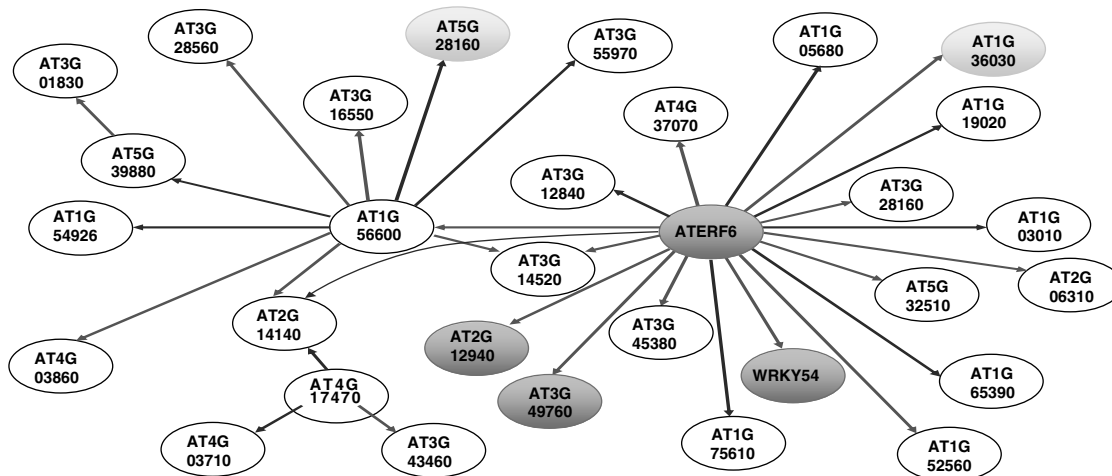 AT3G
28560
AT5G
28160
AT3G
55970
AT1G
05680
AT1G
36030
AT3G
01830
AT3G
16550
AT4G
37070
AT1G
19020
AT5G
39880
AT3G
12840
AT3G
28160
AT1G
54926
AT1G
56600
ATERF6
AT1G
03010
AT3G
14520
AT5G
32510
AT2G
06310
AT2G
14140
AT2G
12940
AT3G
45380
AT4G
03860
WRKY54
AT1G
65390
AT4G
17470
AT3G
49760
AT4G
03710
AT3G
43460
AT1G
75610
AT1G
52560